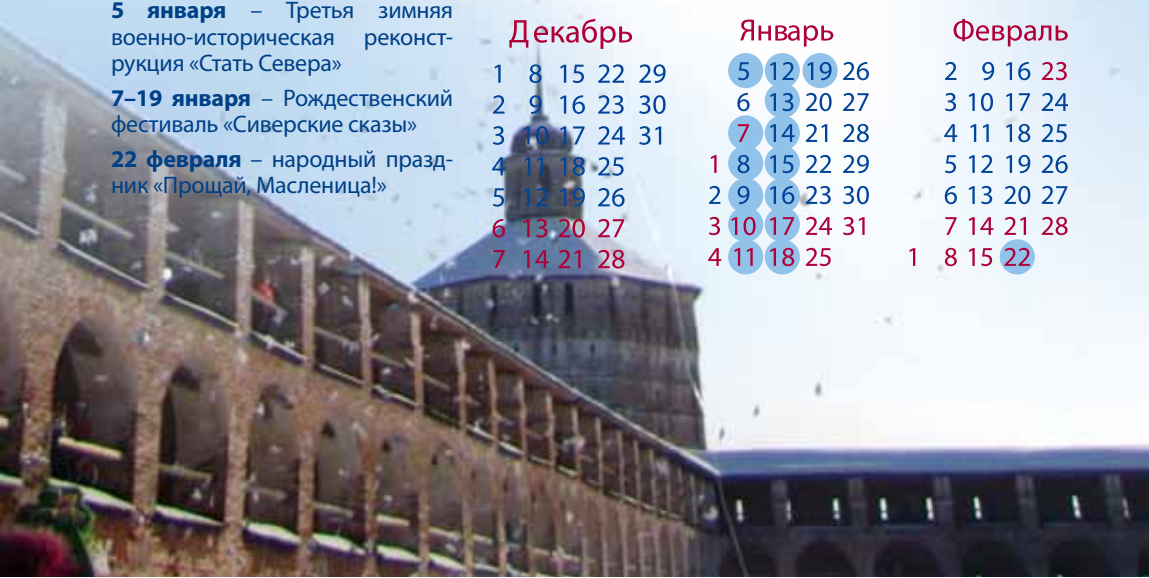 5 января – Третья зимняя
военно-историческая реконст-
рукция «Стать Севера»
7–19 января – Рождественский
фестиваль «Сиверские сказы»
22 февраля – народный празд-
ник «Прощай, Масленица!»
Декабрь
1 8 15 22 29
2 9 16 23 30
3 10 17 24 31
4 11 18 25
5 12 19 26
6 13 20 27
7 14 21 28
Январь
5 12 19 26
6 13 20 27
7 14 21 28
1 8 15 22 29
2 9 16 23 30
3 10 17 24 31
4 11 18 25
Февраль
2 9 16 23
3 10 17 24
4 11 18 25
5 12 19 26
6 13 20 27
7 14 21 28
1 8 15 22